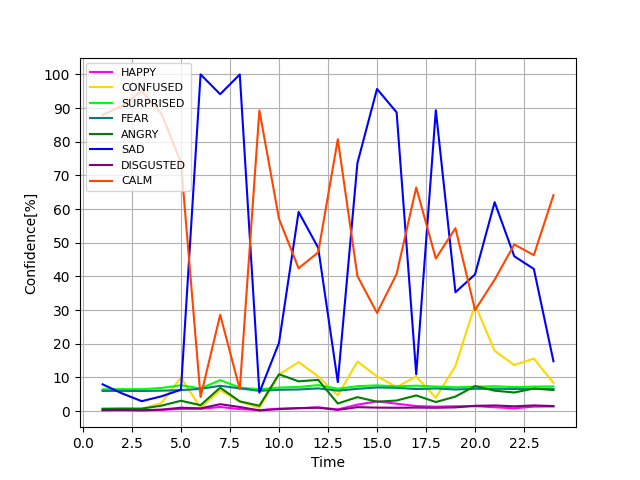 HAPPY
CONFUSED
SURPRISED
FEAR
ANGRY
SAD
DISGUSTED
CALM
100
90
80
70
60
50
40
30
20
10
0
Confidence[%]
0.0 2.5 5.0 7.5 10.0 12.5 15.0 17.5 20.0 22.5
Time